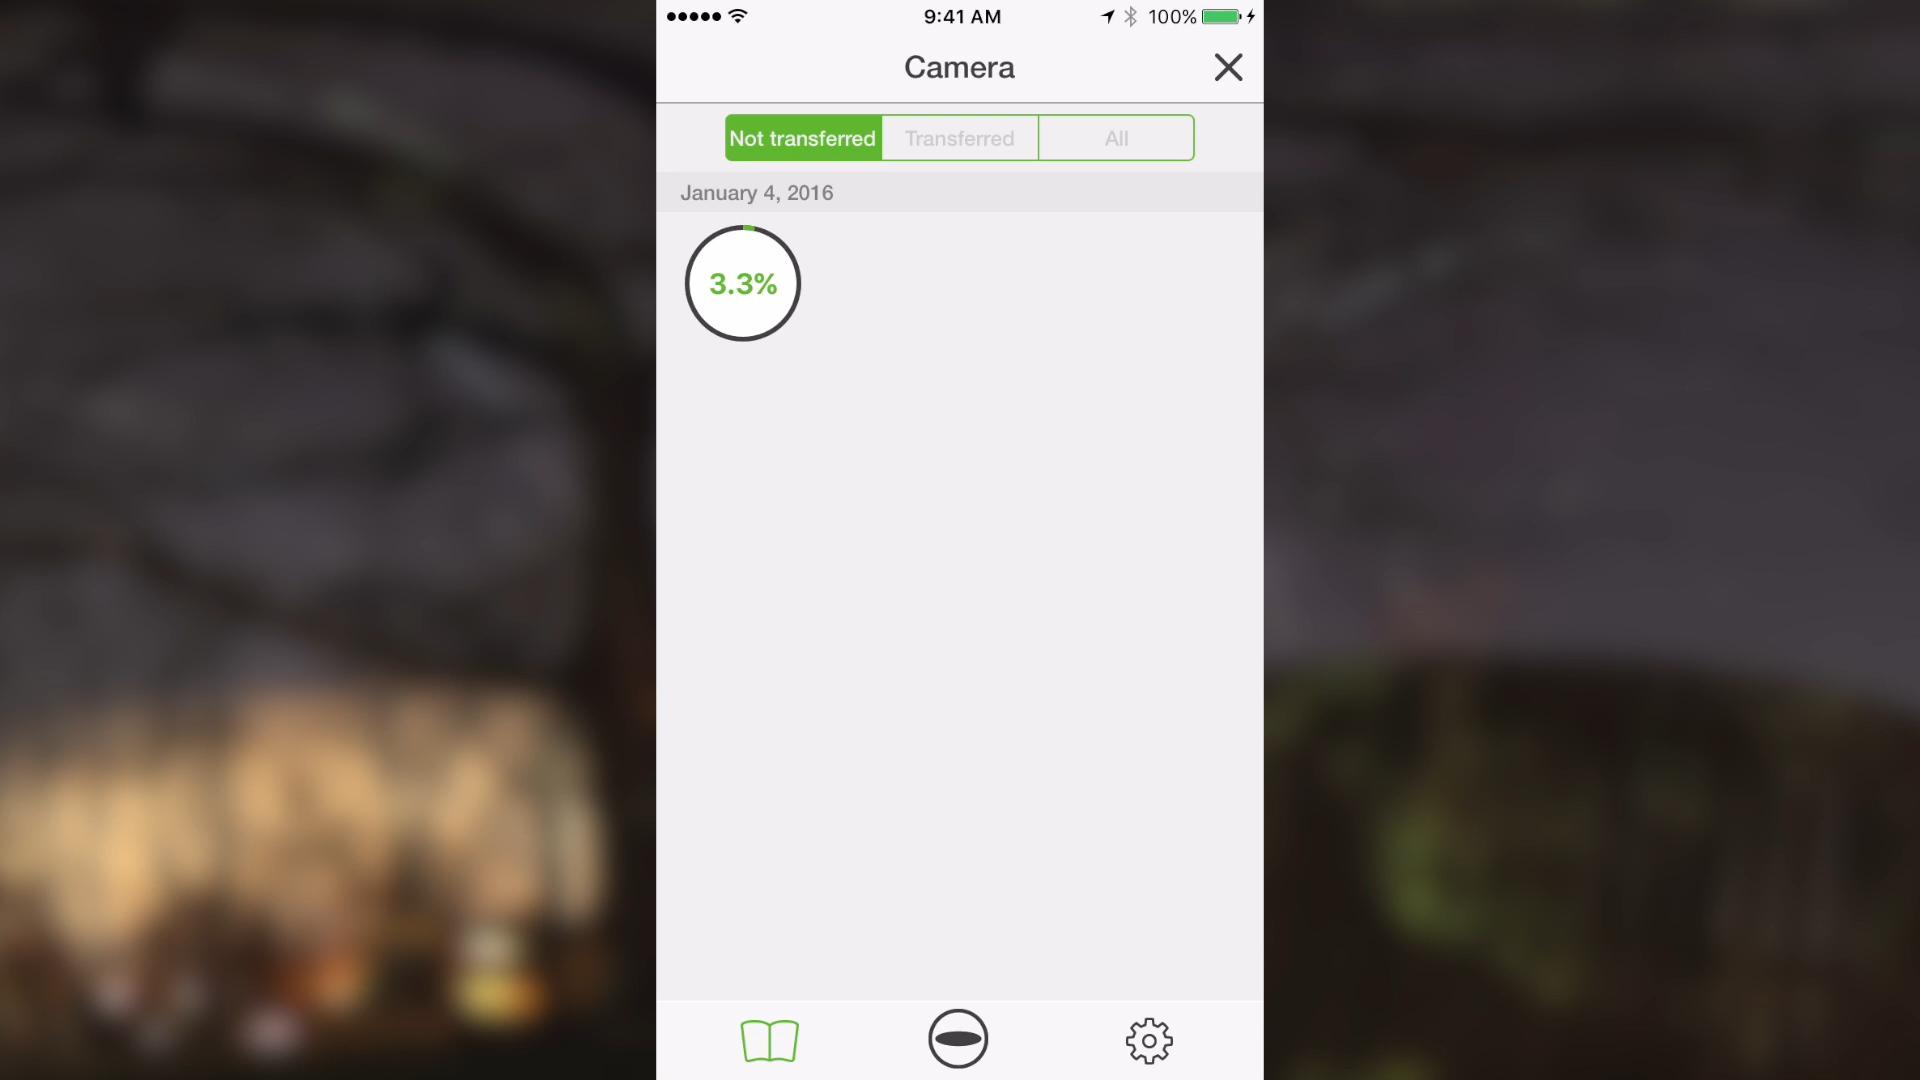 9:41 AM
100%
Camera
Not transferred
Transferred
All
January 4, 2016
3.3%